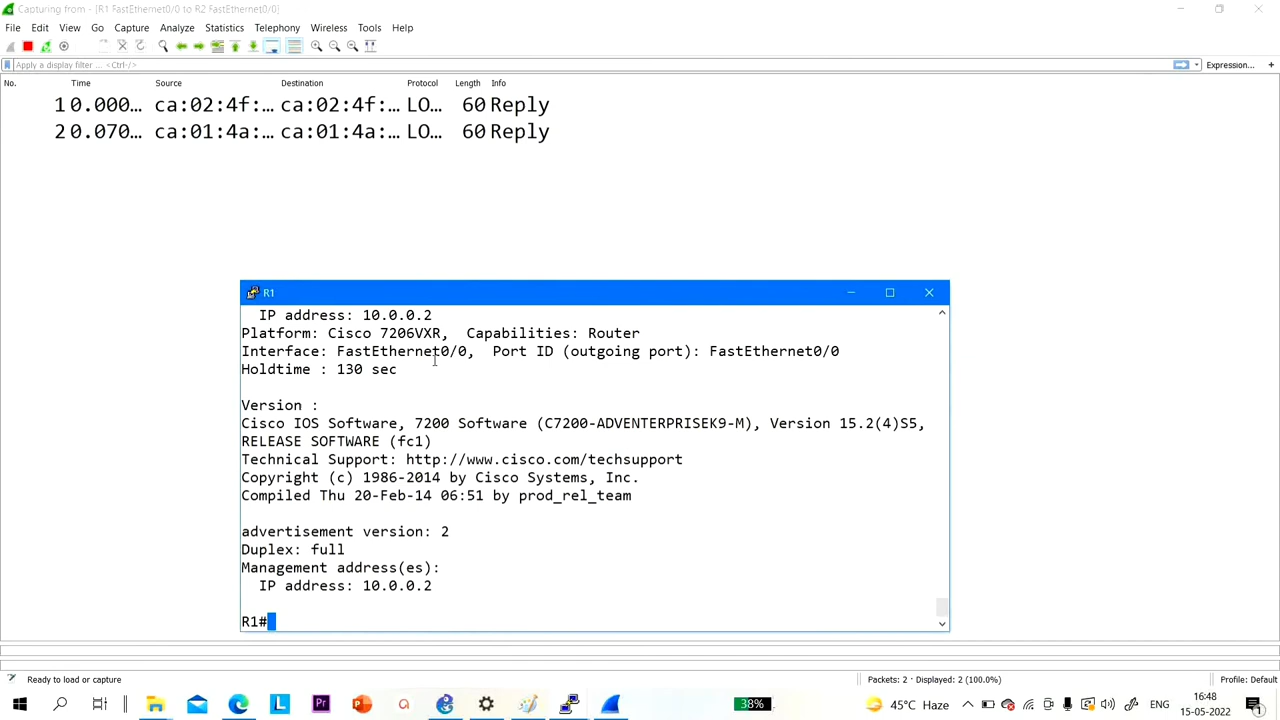 Capturing from - [R1 FastEthernet0/0 to R2 FastEthernet0/0]
File Edit View Go Capture Analyze Statistics Telephony Wireless Tools Help
Apply a display filter ... <Ctrl-/>
Expression... +
No. Time Source Destination Protocol Length Info
1 0.000… ca:02:4f:… ca:02:4f:… LO… 60 Reply
2 0.070… ca:01:4a:… ca:01:4a:… LO… 60 Reply
R1
IP address: 10.0.0.2
Platform: Cisco 7206VXR, Capabilities: Router
Interface: FastEthernet0/0, Port ID (outgoing port): FastEthernet0/0
Holdtime : 130 sec
Version :
Cisco IOS Software, 7200 Software (C7200-ADVENTERPRISEK9-M), Version 15.2(4)S5,
RELEASE SOFTWARE (fc1)
Technical Support: http://www.cisco.com/techsupport
Copyright (c) 1986-2014 by Cisco Systems, Inc.
Compiled Thu 20-Feb-14 06:51 by prod_rel_team
advertisement version: 2
Duplex: full
Management address(es):
IP address: 10.0.0.2
R1#
Ready to load or capture
Packets: 2 · Displayed: 2 (100.0%)
Profile: Default
L
Pr
P
a
38%
45°C Haze
ENG
16:48
15-05-2022
1